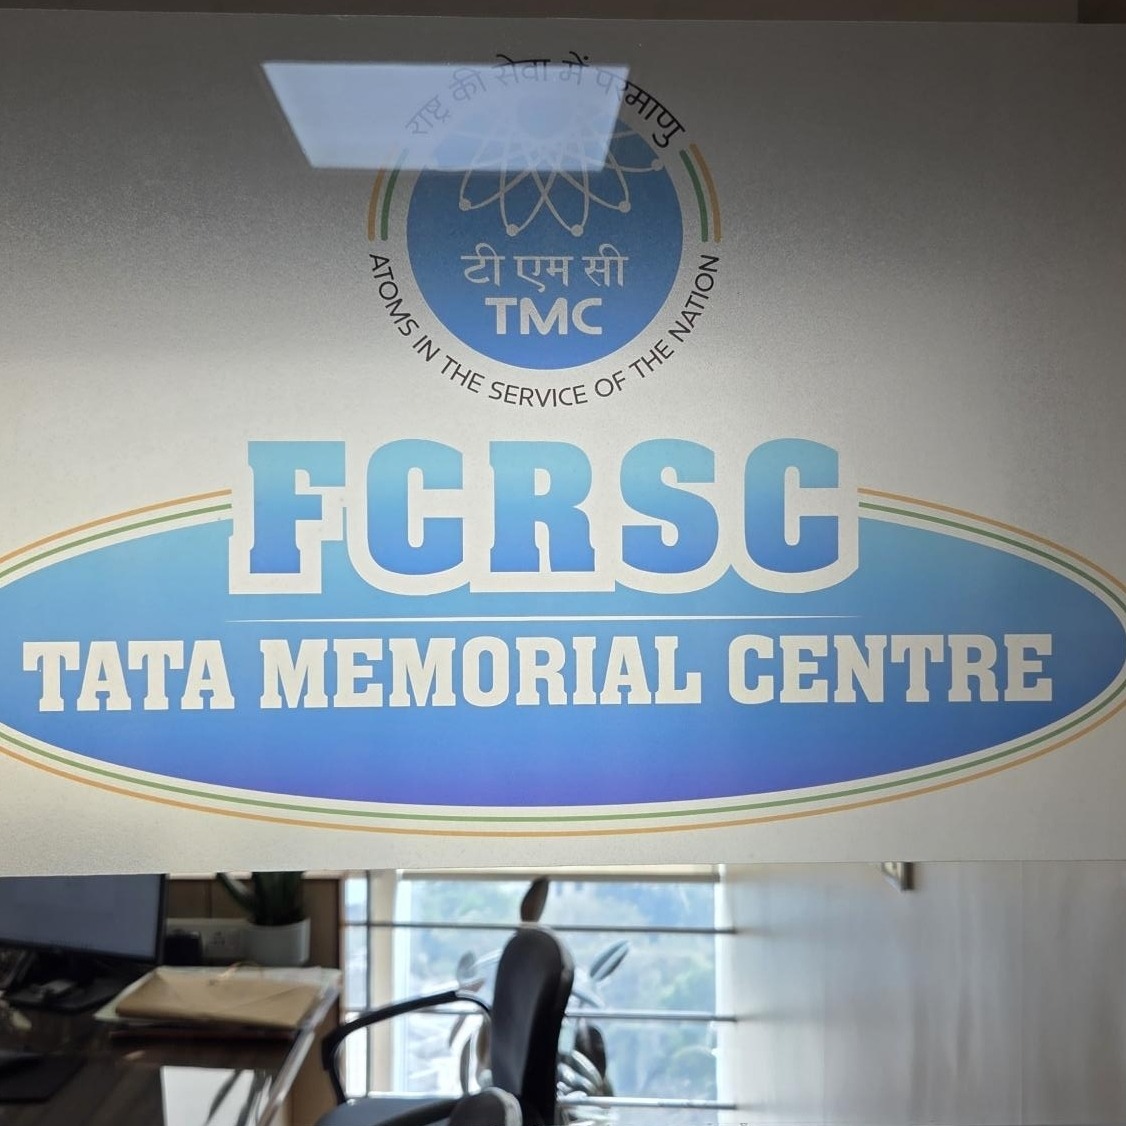 राष्ट्र की सेवा में परमाणु
टी एम सी
TMC
ATOMS IN THE SERVICE OF THE NATION
FCRSC
TATA MEMORIAL CENTRE